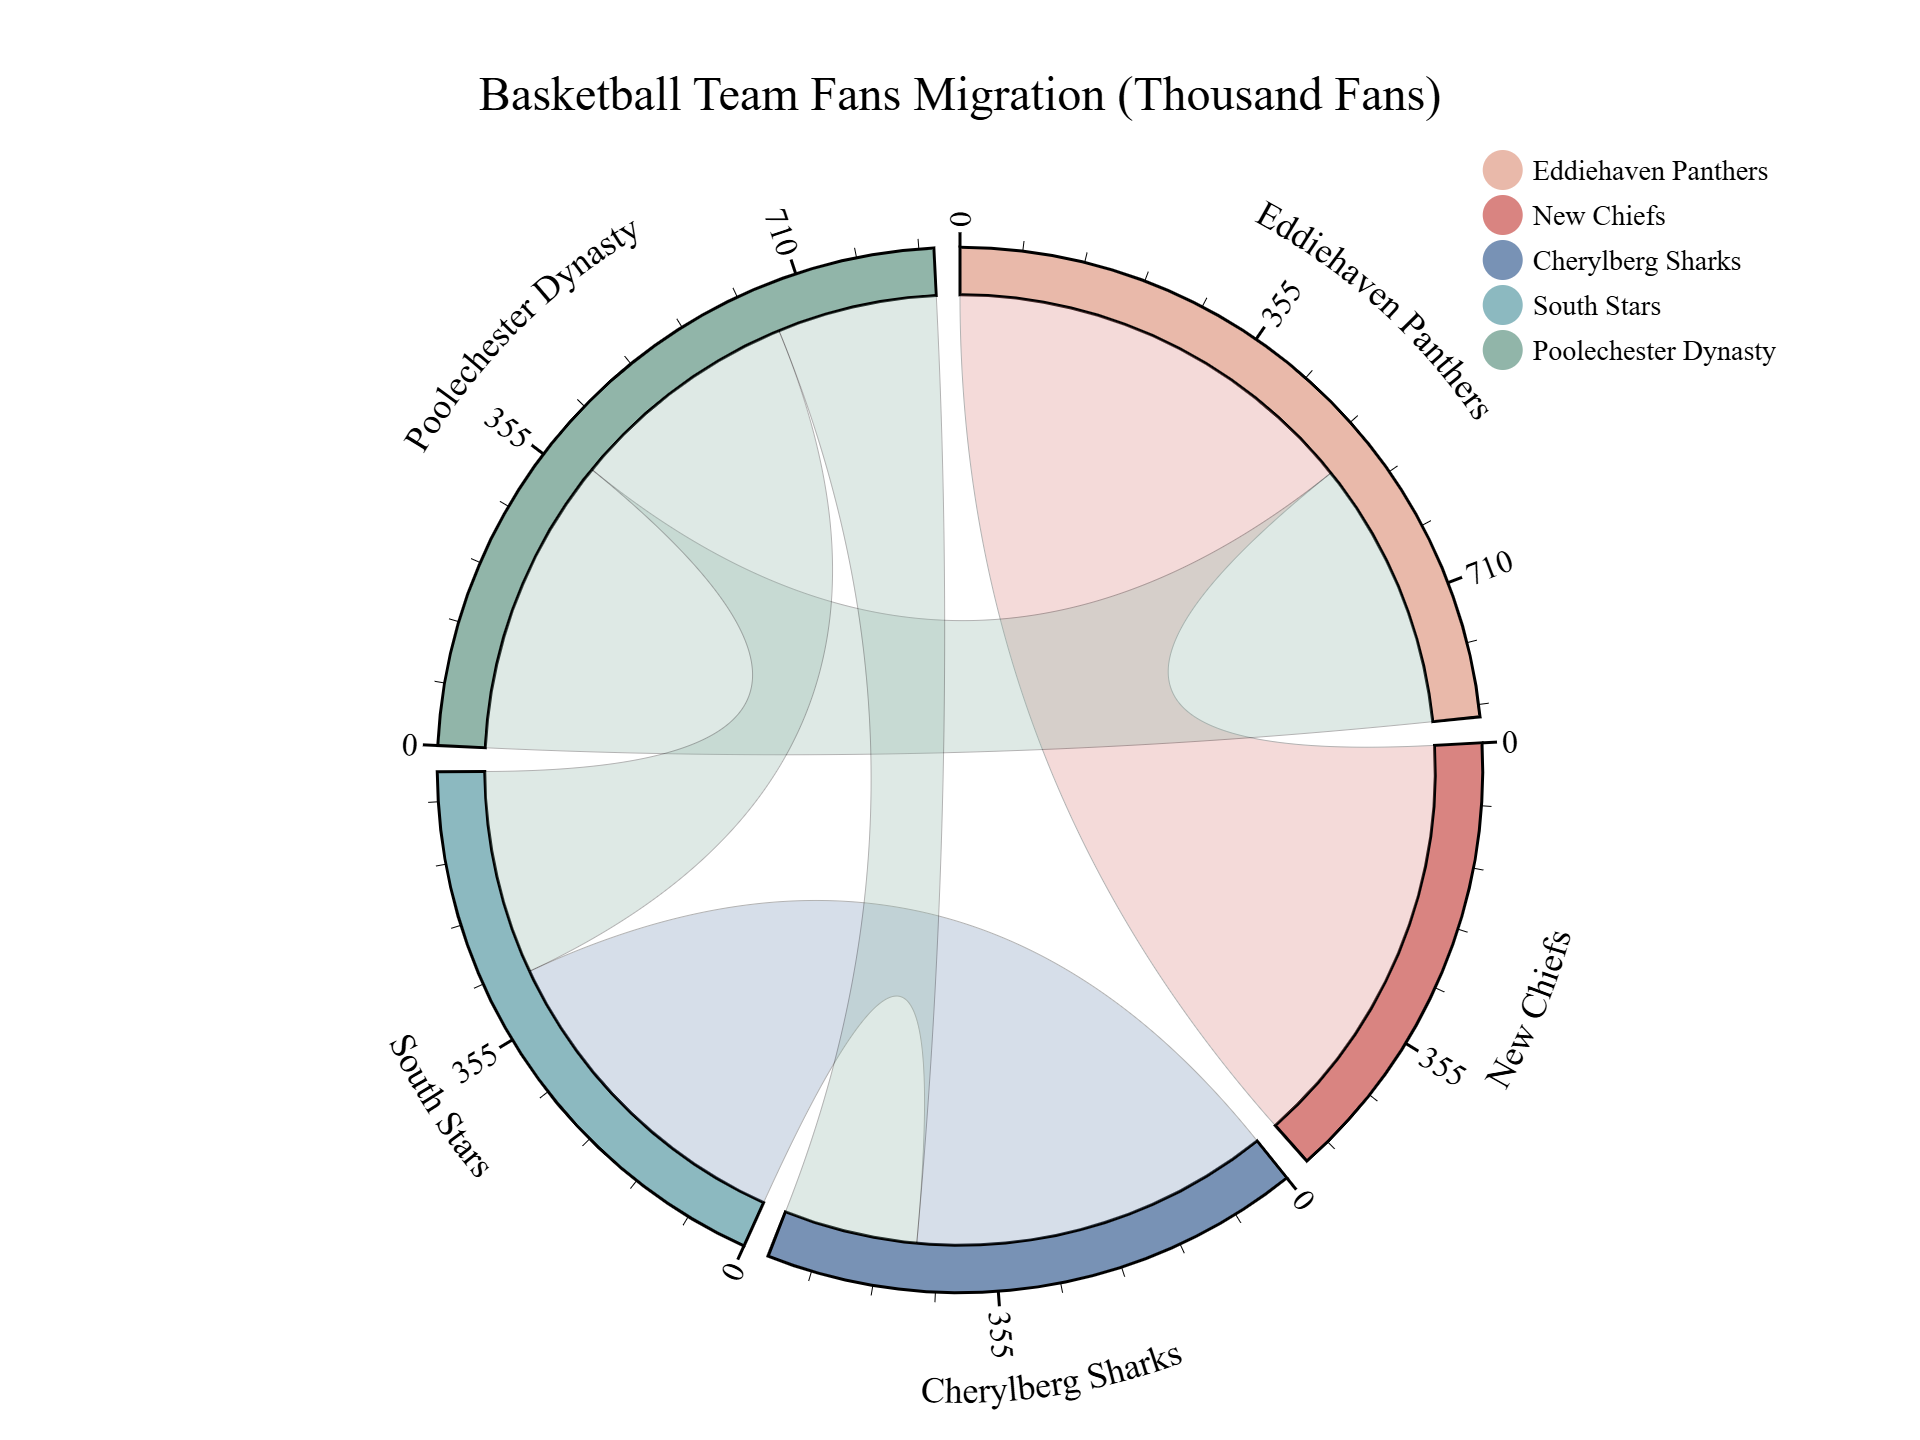 Basketball Team Fans Migration (Thousand Fans)
Eddiehaven Panthers
New Chiefs
Cherylberg Sharks
South Stars
Poolechester Dynasty
0
355
710
Eddiehaven Panthers
0
355
New Chiefs
0
355
Cherylberg Sharks
0
355
South Stars
0
355
710
Poolechester Dynasty